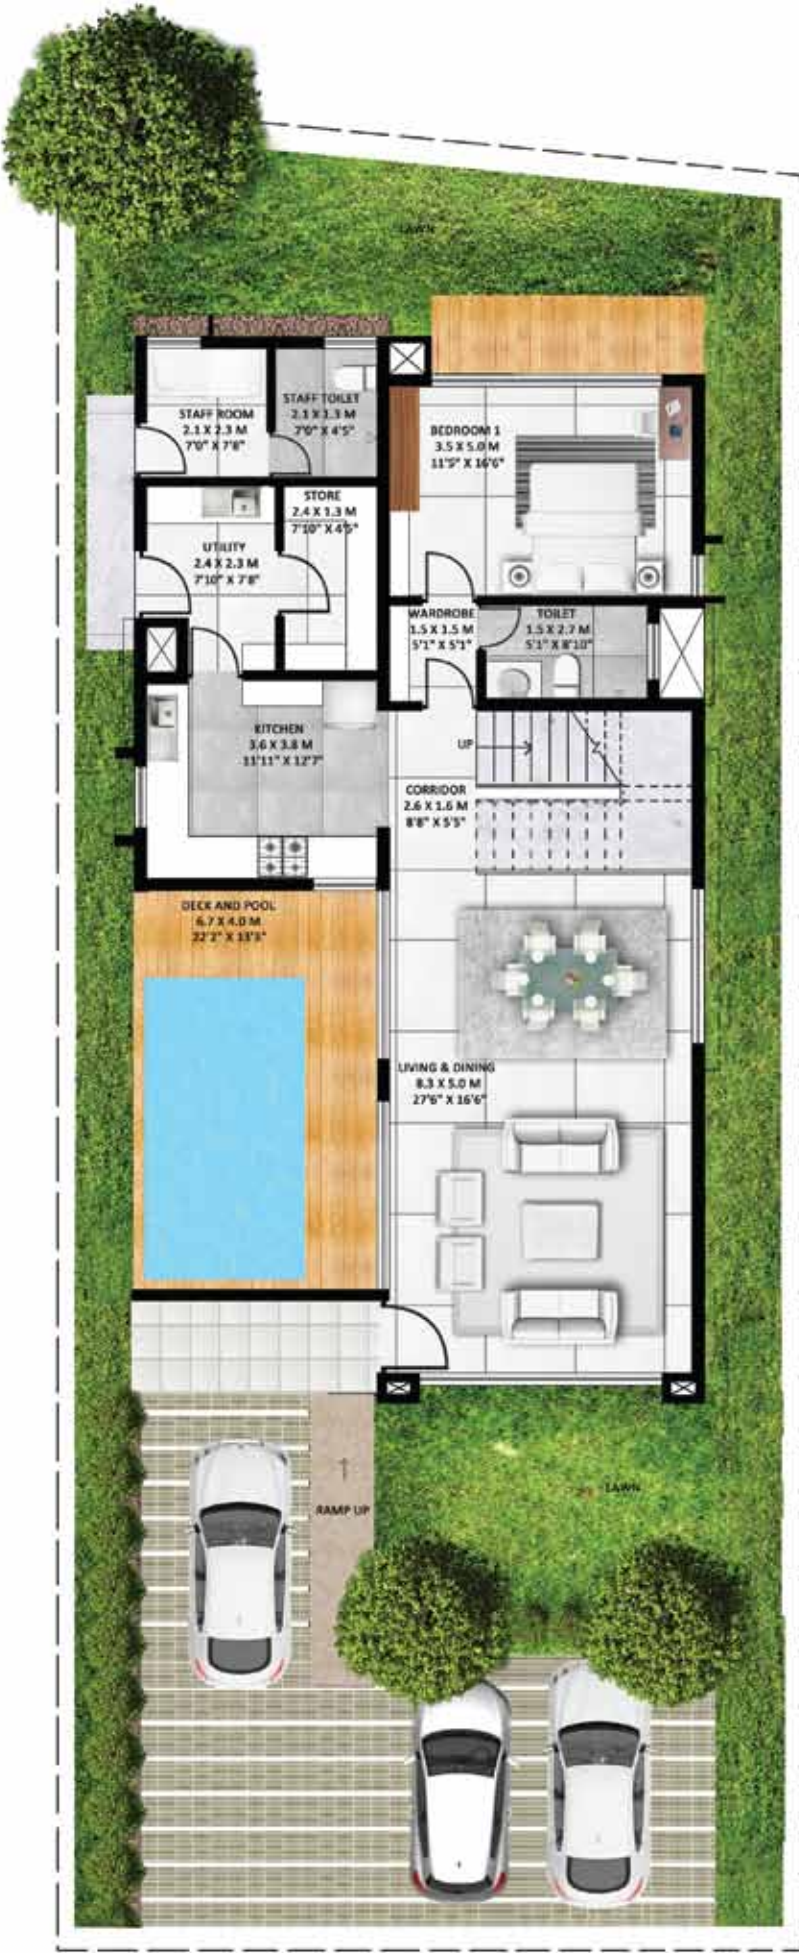 LAWN
STAFF ROOM
2.1 X 2.3 M
7'0" X 7'8"
STAFF TOILET
2.1 X 1.3 M
7'0" X 4'5"
BEDROOM 1
3.5 X 5.0 M
11'5" X 16'6"
STORE
2.4 X 1.3 M
7'10" X 4'5"
UTILITY
2.4 X 2.3 M
7'10" X 7'8"
WARDROBE
1.5 X 1.5 M
5'1" X 5'1"
TOILET
1.5 X 2.7 M
5'1" X 8'10"
KITCHEN
3.6 X 3.8 M
11'11" X 12'7"
UP
CORRIDOR
2.6 X 1.6 M
8'8" X 5'5"
DECK AND POOL
6.7 X 4.0 M
22'2" X 13'3"
LIVING & DINING
8.3 X 5.0 M
27'6" X 16'6"
LAWN
RAMP UP